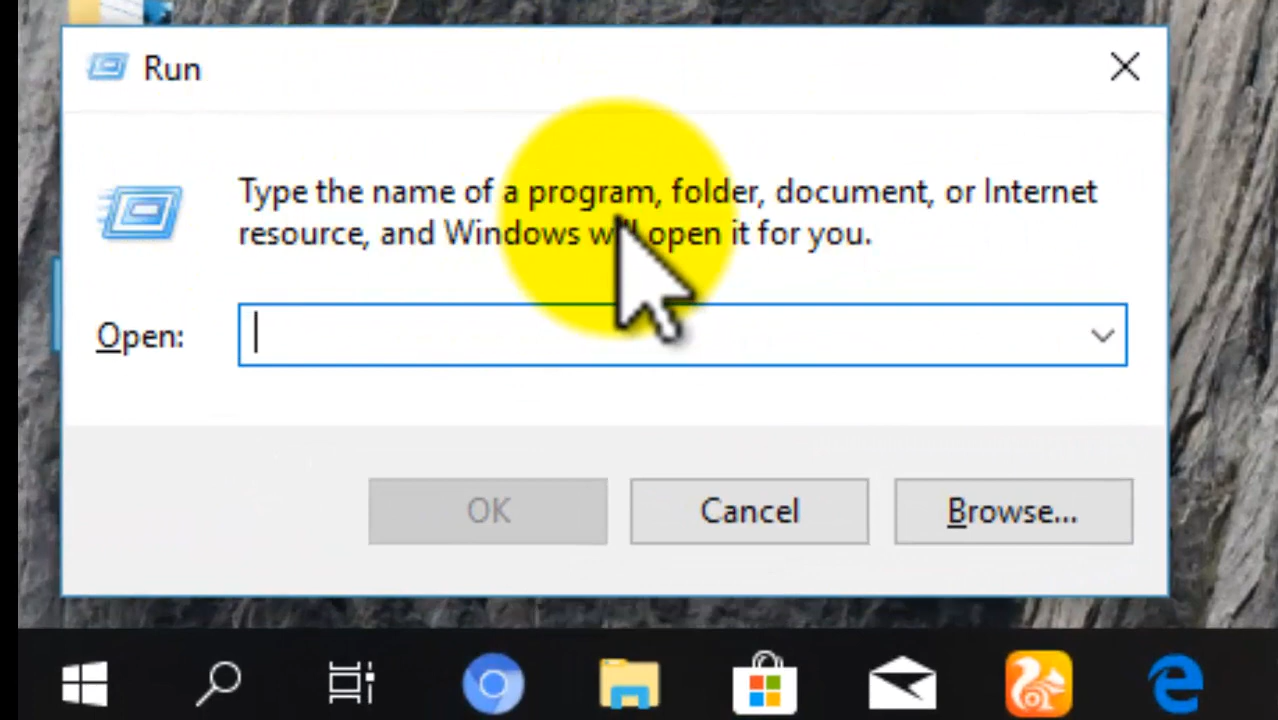 Run
Type the name of a program, folder, document, or Internet
resource, and Windows will open it for you.
Open:
OK
Cancel
Browse...